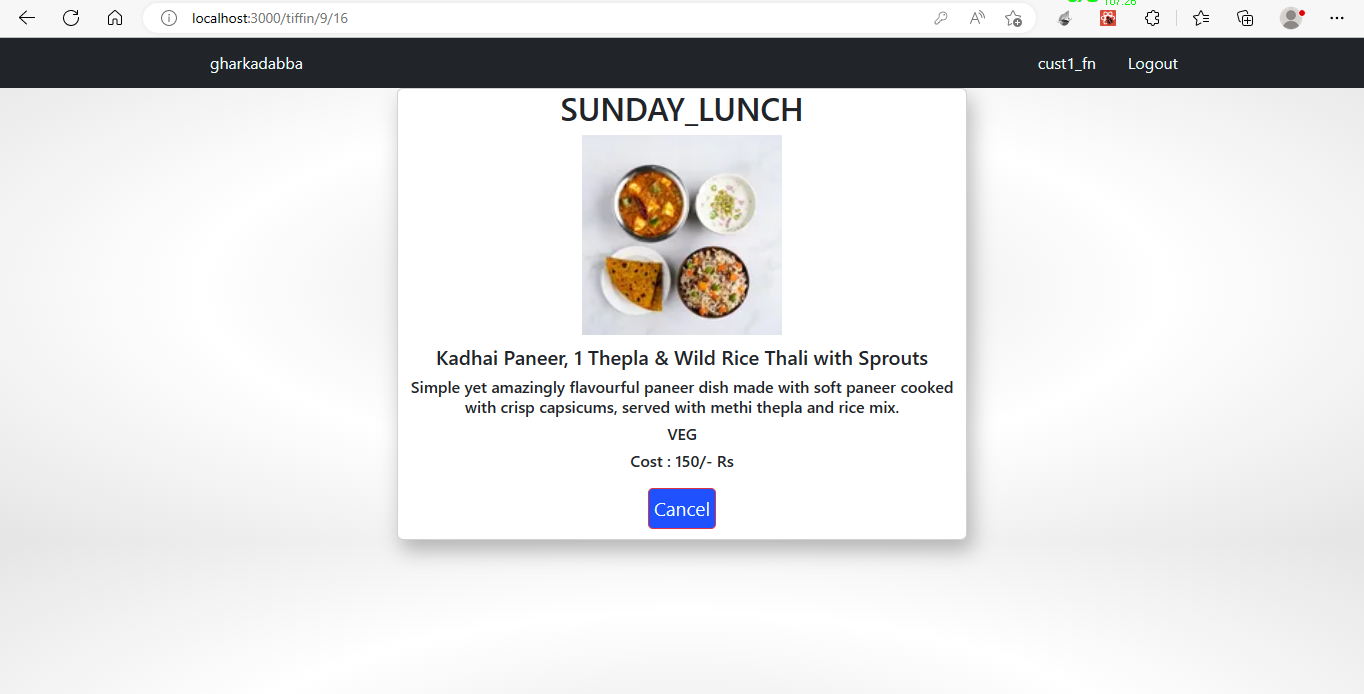 localhost:3000/tiffin/9/16
107.26
gharkadabba
cust1_fn
Logout
SUNDAY_LUNCH
Kadhai Paneer, 1 Thepla & Wild Rice Thali with Sprouts
Simple yet amazingly flavourful paneer dish made with soft paneer cooked
with crisp capsicums, served with methi thepla and rice mix.
VEG
Cost : 150/- Rs
Cancel